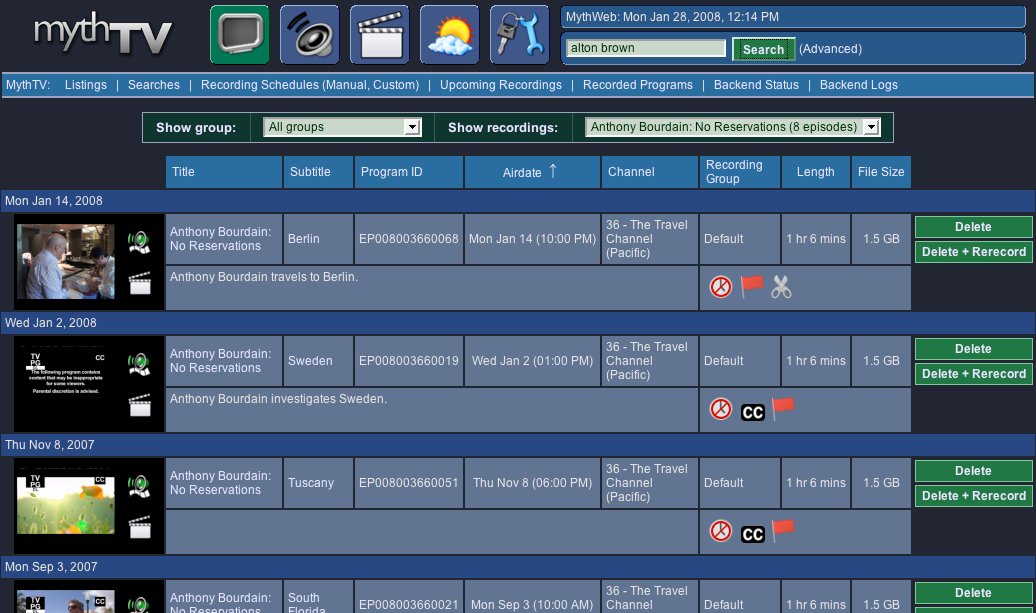 mythTV
MythWeb: Mon Jan 28, 2008, 12:14 PM
alton brown Search (Advanced)
MythTV: Listings | Searches | Recording Schedules (Manual, Custom) | Upcoming Recordings | Recorded Programs | Backend Status | Backend Logs
Show group: All groups Show recordings: Anthony Bourdain: No Reservations (8 episodes)
Title Subtitle Program ID Airdate ↑ Channel Recording Group Length File Size
Mon Jan 14, 2008
Anthony Bourdain: No Reservations Berlin EP008003660068 Mon Jan 14 (10:00 PM) 36 - The Travel Channel (Pacific) Default 1 hr 6 mins 1.5 GB Delete
Delete + Rerecord
Anthony Bourdain travels to Berlin.
Wed Jan 2, 2008
TV PG CC
The following program contains
content that may be inappropriate
for some viewers.
Parental discretion is advised.
Anthony Bourdain: No Reservations Sweden EP008003660019 Wed Jan 2 (01:00 PM) 36 - The Travel Channel (Pacific) Default 1 hr 6 mins 1.5 GB Delete
Delete + Rerecord
Anthony Bourdain investigates Sweden.
CC
Thu Nov 8, 2007
TV PG CC
Anthony Bourdain: No Reservations Tuscany EP008003660051 Thu Nov 8 (06:00 PM) 36 - The Travel Channel (Pacific) Default 1 hr 6 mins 1.5 GB Delete
Delete + Rerecord
CC
Mon Sep 3, 2007
TV PG CC
Anthony Bourdain: No Reservations South Florida EP008003660021 Mon Sep 3 (10:00 AM) 36 - The Travel Channel Default 1 hr 6 mins 1.5 GB Delete